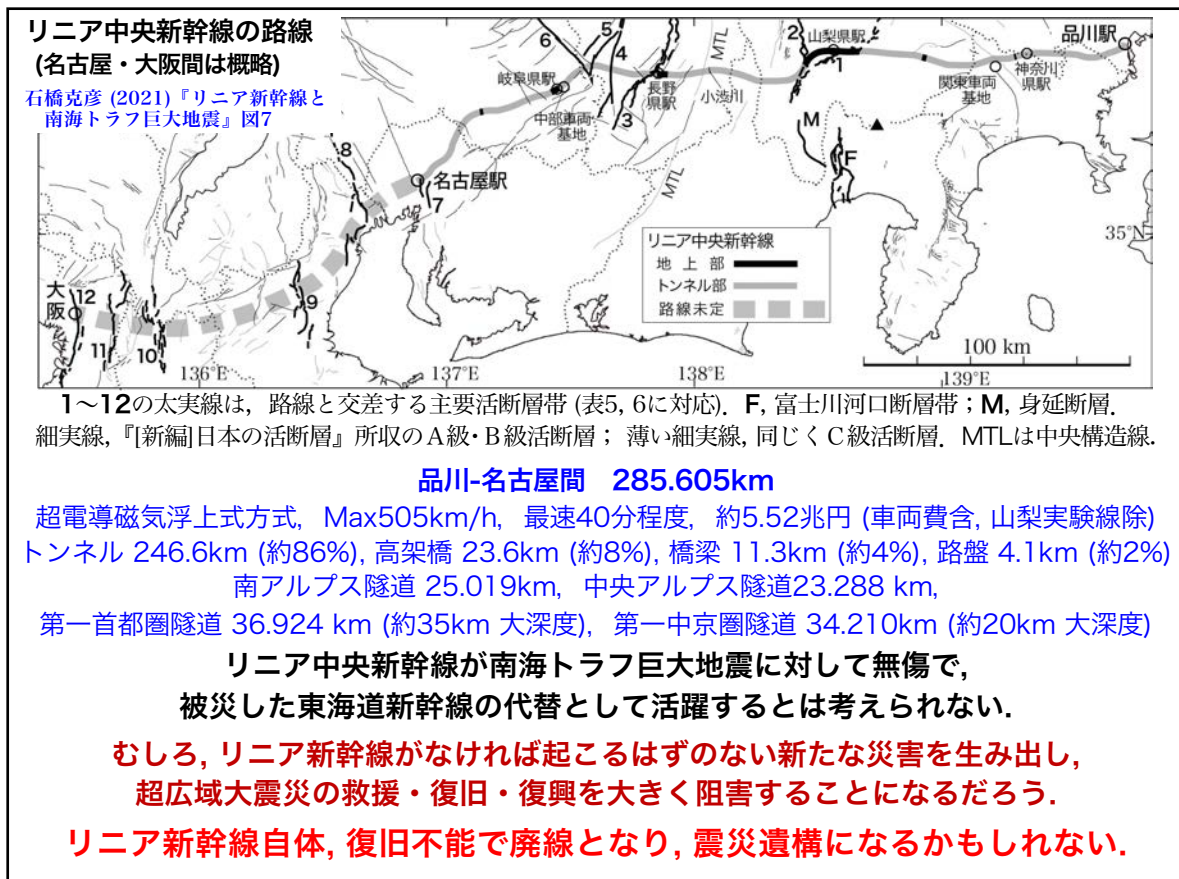 リニア中央新幹線の路線
(名古屋・大阪間は概略)
石橋克彦 (2021)『リニア新幹線と
南海トラフ巨大地震』図7
6
5
4
3
MTL
2
山梨県駅
1
品川駅
岐阜県駅
長野
県駅
小渋川
関東車両
基地
神奈川
県駅
中部車両
基地
M
F
8
名古屋駅
7
MTL
35°N
リニア中央新幹線
地上部
トンネル部
路線未定
大阪
12
11
10
9
100 km
136°E
137°E
138°E
139°E
1〜12の太実線は，路線と交差する主要活断層帯 (表5, 6に対応)．F, 富士川河口断層帯；M, 身延断層．
細実線,『[新編]日本の活断層』所収のA級・B級活断層； 薄い細実線, 同じくC級活断層．MTLは中央構造線．
品川-名古屋間　285.605km
超電導磁気浮上式方式，Max505km/h，最速40分程度，約5.52兆円 (車両費含, 山梨実験線除)
トンネル 246.6km (約86%), 高架橋 23.6km (約8%), 橋梁 11.3km (約4%), 路盤 4.1km (約2%)
南アルプス隧道 25.019km，中央アルプス隧道23.288 km，
第一首都圏隧道 36.924 km (約35km 大深度)，第一中京圏隧道 34.210km (約20km 大深度)
リニア中央新幹線が南海トラフ巨大地震に対して無傷で，
被災した東海道新幹線の代替として活躍するとは考えられない．
むしろ, リニア新幹線がなければ起こるはずのない新たな災害を生み出し，
超広域大震災の救援・復旧・復興を大きく阻害することになるだろう．
リニア新幹線自体, 復旧不能で廃線となり, 震災遺構になるかもしれない．